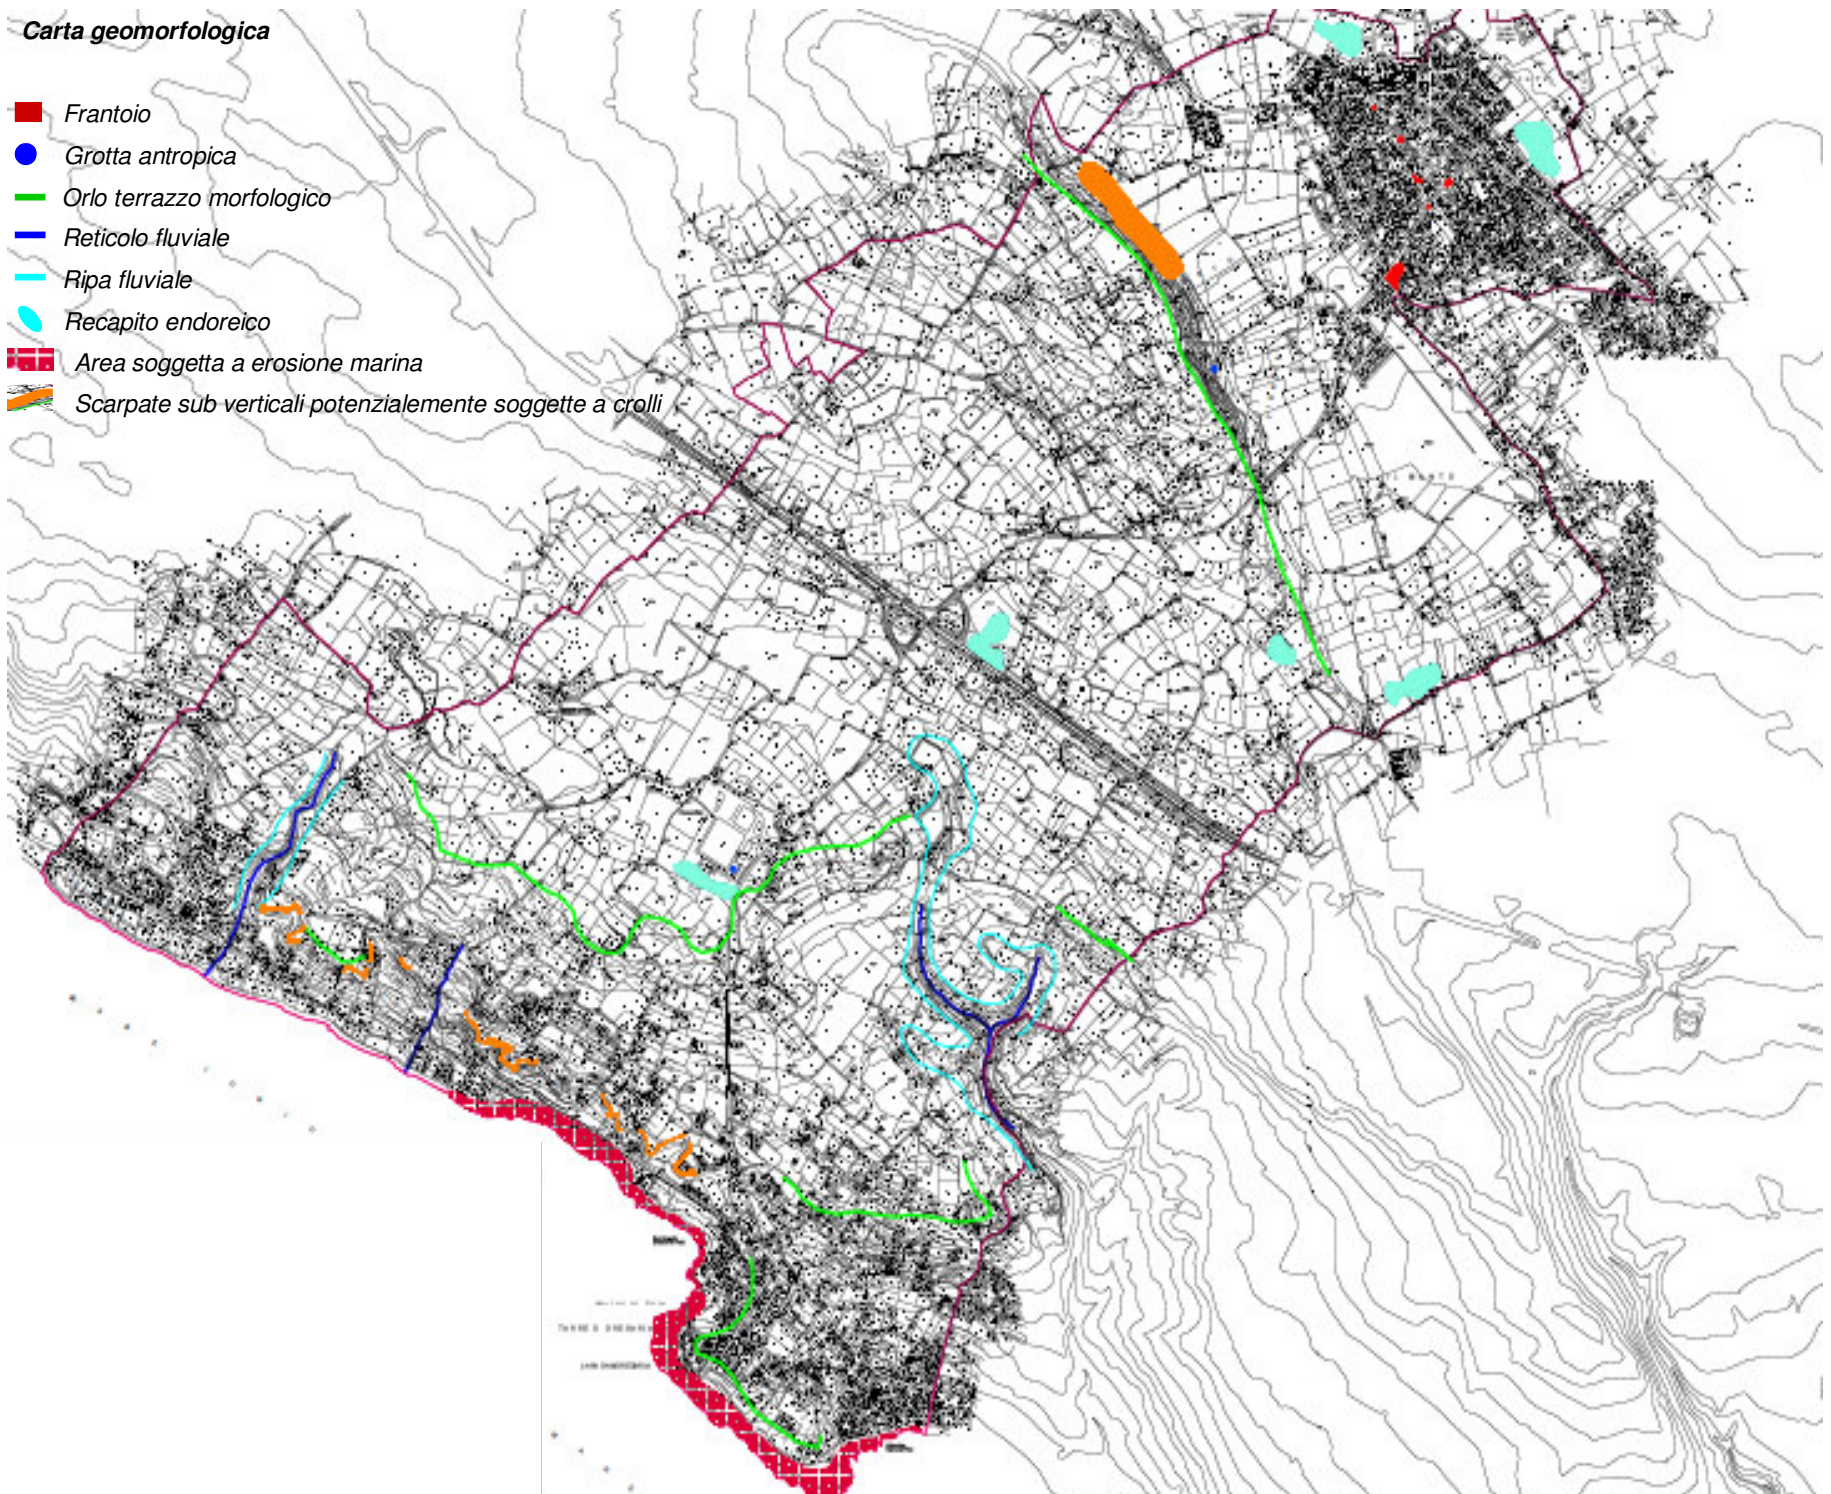 Carta geomorfologica
Frantoio
Grotta antropica
Orlo terrazzo morfologico
Reticolo fluviale
Ripa fluviale
Recapito endoreico
Area soggetta a erosione marina
Scarpate sub verticali potenzialemente soggette a crolli